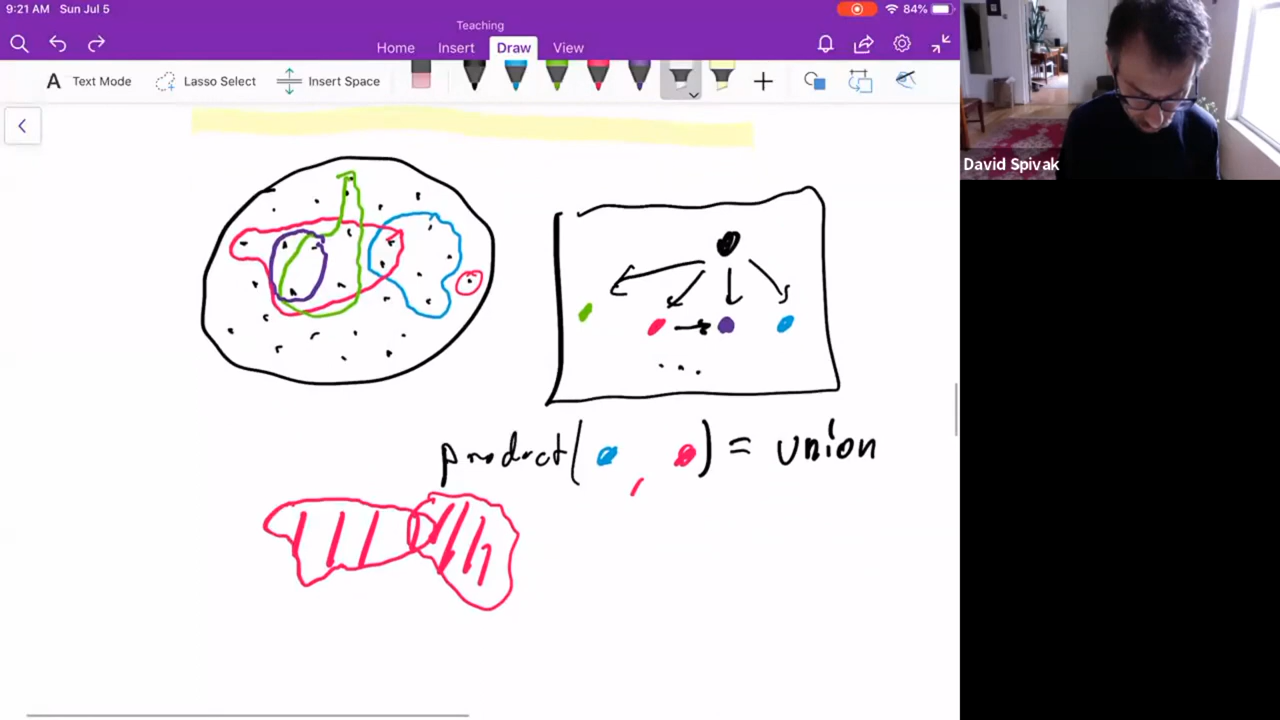 9:21 AM Sun Jul 5
84%
Teaching
Home Insert Draw View
A Text Mode Lasso Select Insert Space
David Spivak
product( , ) = union